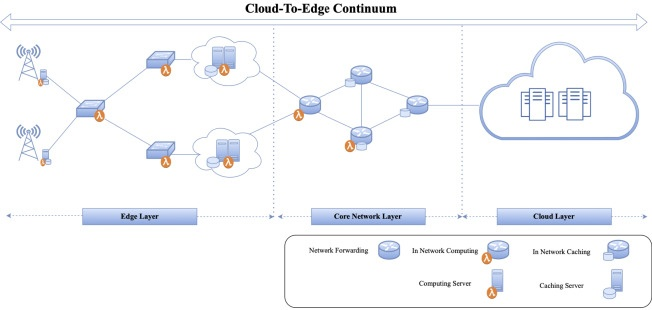 Cloud-To-Edge Continuum
λ
λ
λ
λ
λ
λ
λ
λ
λ
Edge Layer
Core Network Layer
Cloud Layer
Network Forwarding
In Network Computing
λ
In Network Caching
Computing Server
λ
Caching Server